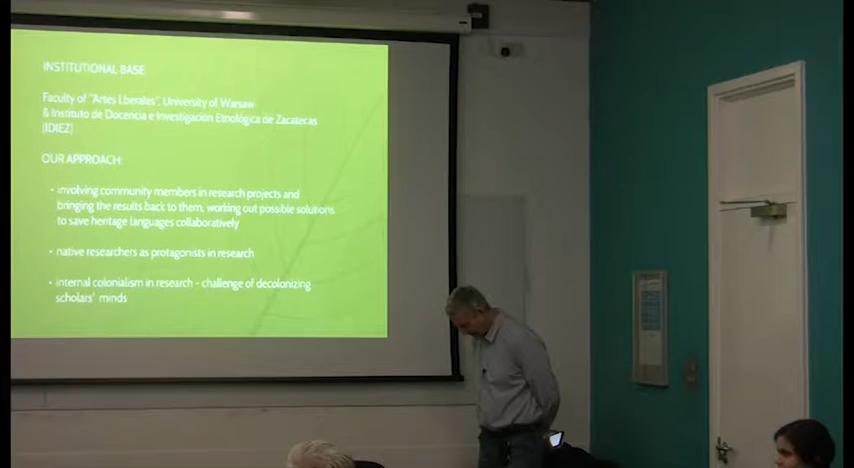 INSTITUTIONAL BASE
Faculty of "Artes Liberales", University of Warsaw
& Instituto de Docencia e Investigación Etnológica de Zacatecas
(IDIEZ)
OUR APPROACH:
• involving community members in research projects and
bringing the results back to them, working out possible solutions
to save heritage languages collaboratively
• native researchers as protagonists in research
• internal colonialism in research - challenge of decolonizing
scholars' minds